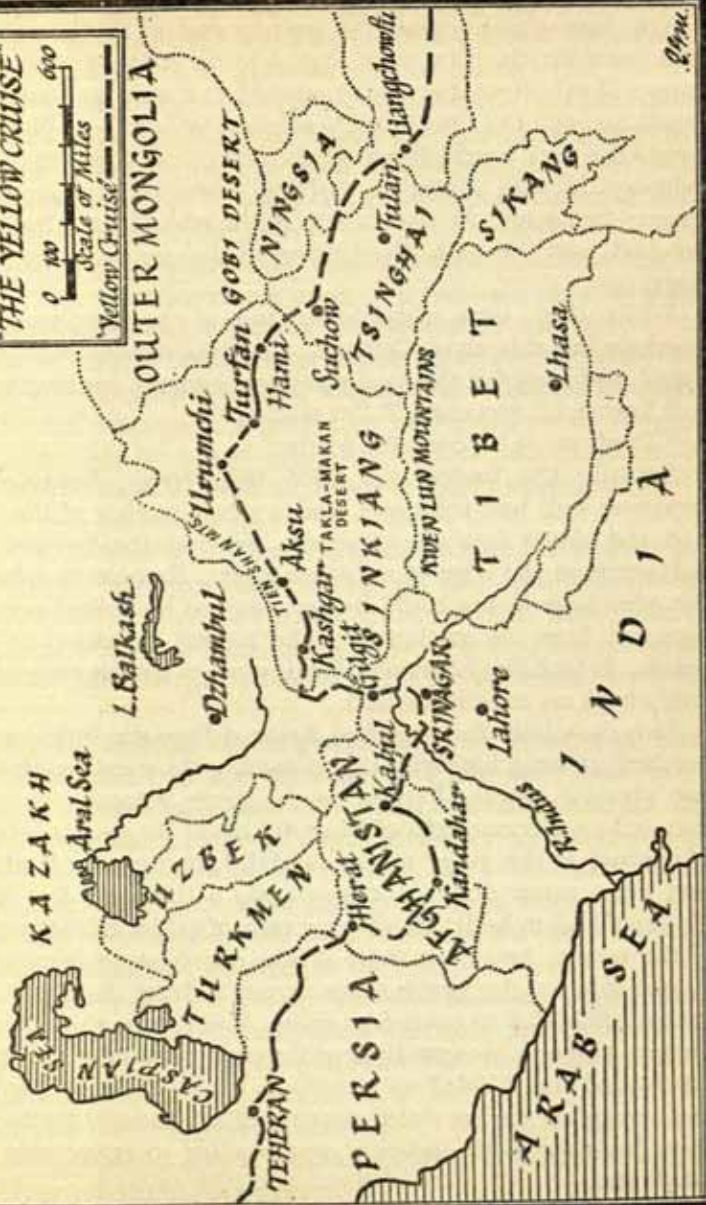 THE YELLOW CRUISE
0 100 600
Scale of Miles
Yellow Cruise
OUTER MONGOLIA
GOBI DESERT
NINGSIA
KAZAKH
Aral Sea
L. Balkash
CASPIAN SEA
UZBEK
TURKMEN
Dzhambul
TIEN SHAN MTS.
Urumchi
Turfan
Hami
Suchow
Aksu
Kashgar
TAKLA-MAKAN
DESERT
SINKIANG
Tulan
Liangchowfu
TSINGHAI
KWEN LUN MOUNTAINS
SIKANG
TIBET
Lhasa
TEHERAN
PERSIA
Herat
AFGHANISTAN
Kabul
Kandahar
Gilgit
SRINAGAR
Lahore
R. Indus
INDIA
ARAB SEA